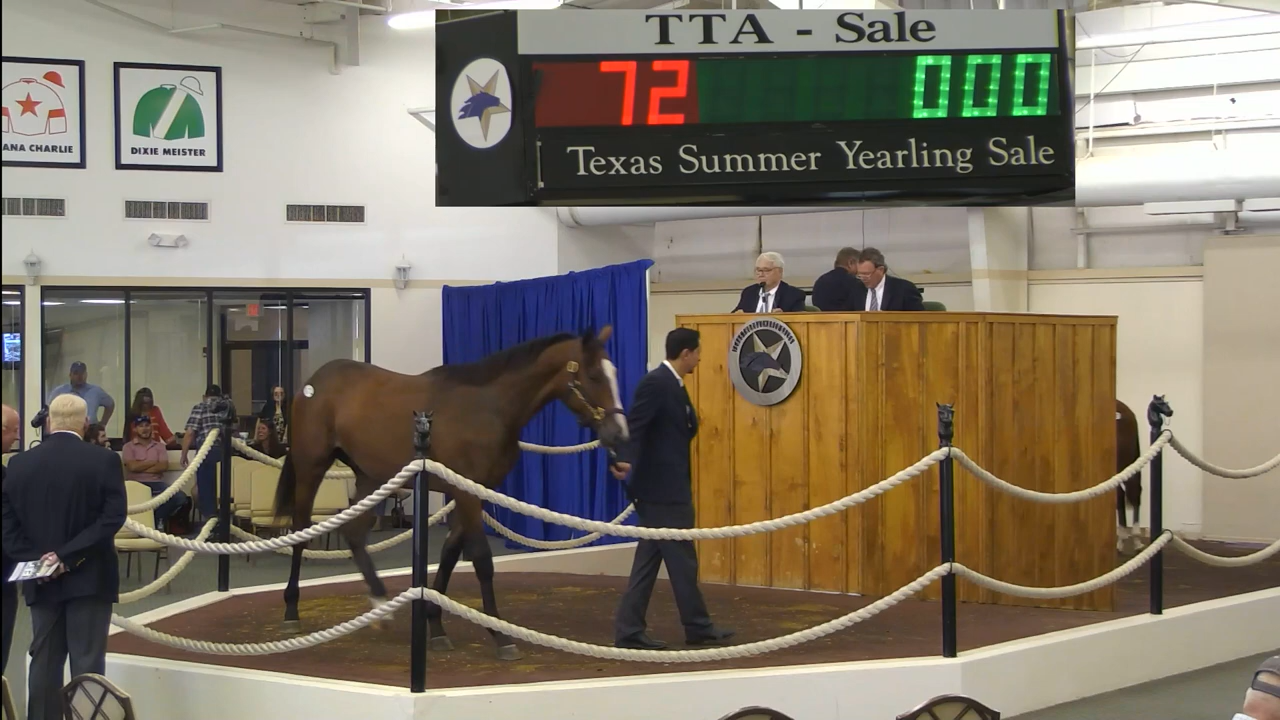 TTA - Sale
72 000
Texas Summer Yearling Sale
ANA CHARLIE
DIXIE MEISTER